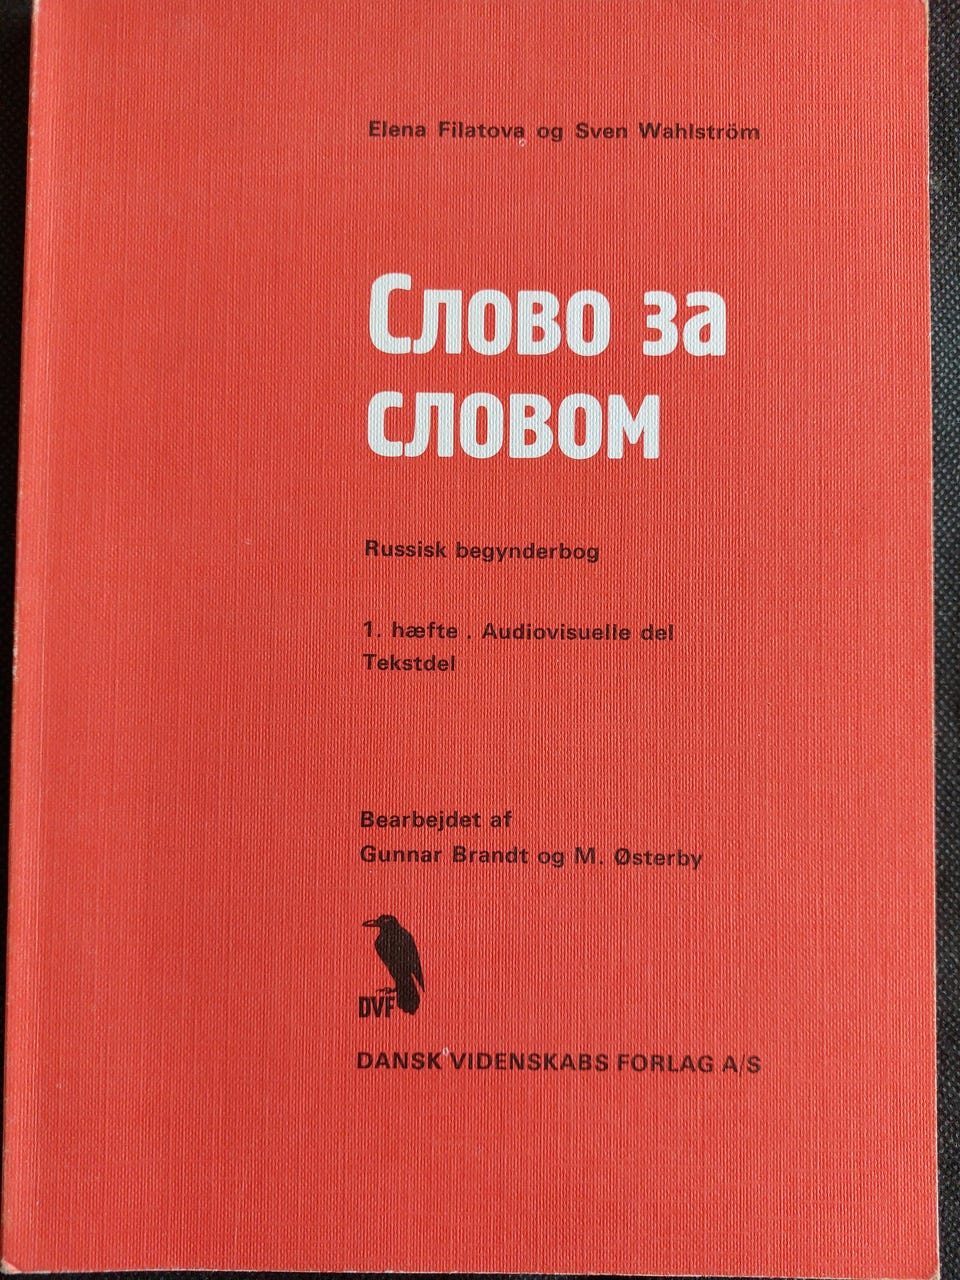 Elena Filatova og Sven Wahlström
Слово за
словом
Russisk begynderbog
1. hæfte . Audiovisuelle del
Tekstdel
Bearbejdet af
Gunnar Brandt og M. Østerby
DVF
DANSK VIDENSKABS FORLAG A/S